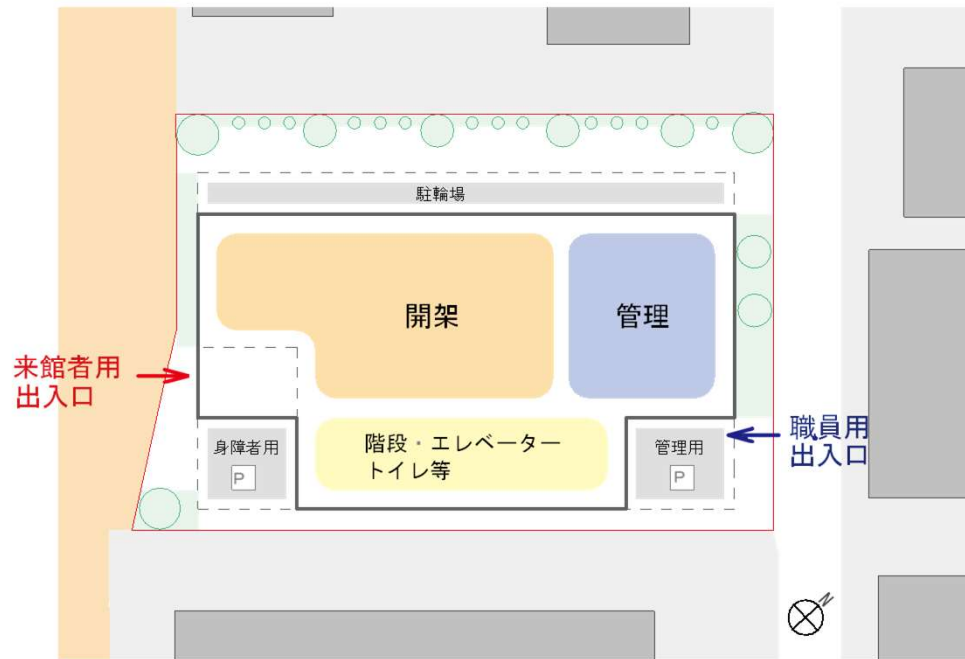 駐輪場
開架
管理
来館者用
出入口
身障者用
P
階段・エレベーター
トイレ等
管理用
P
職員用
出入口
N